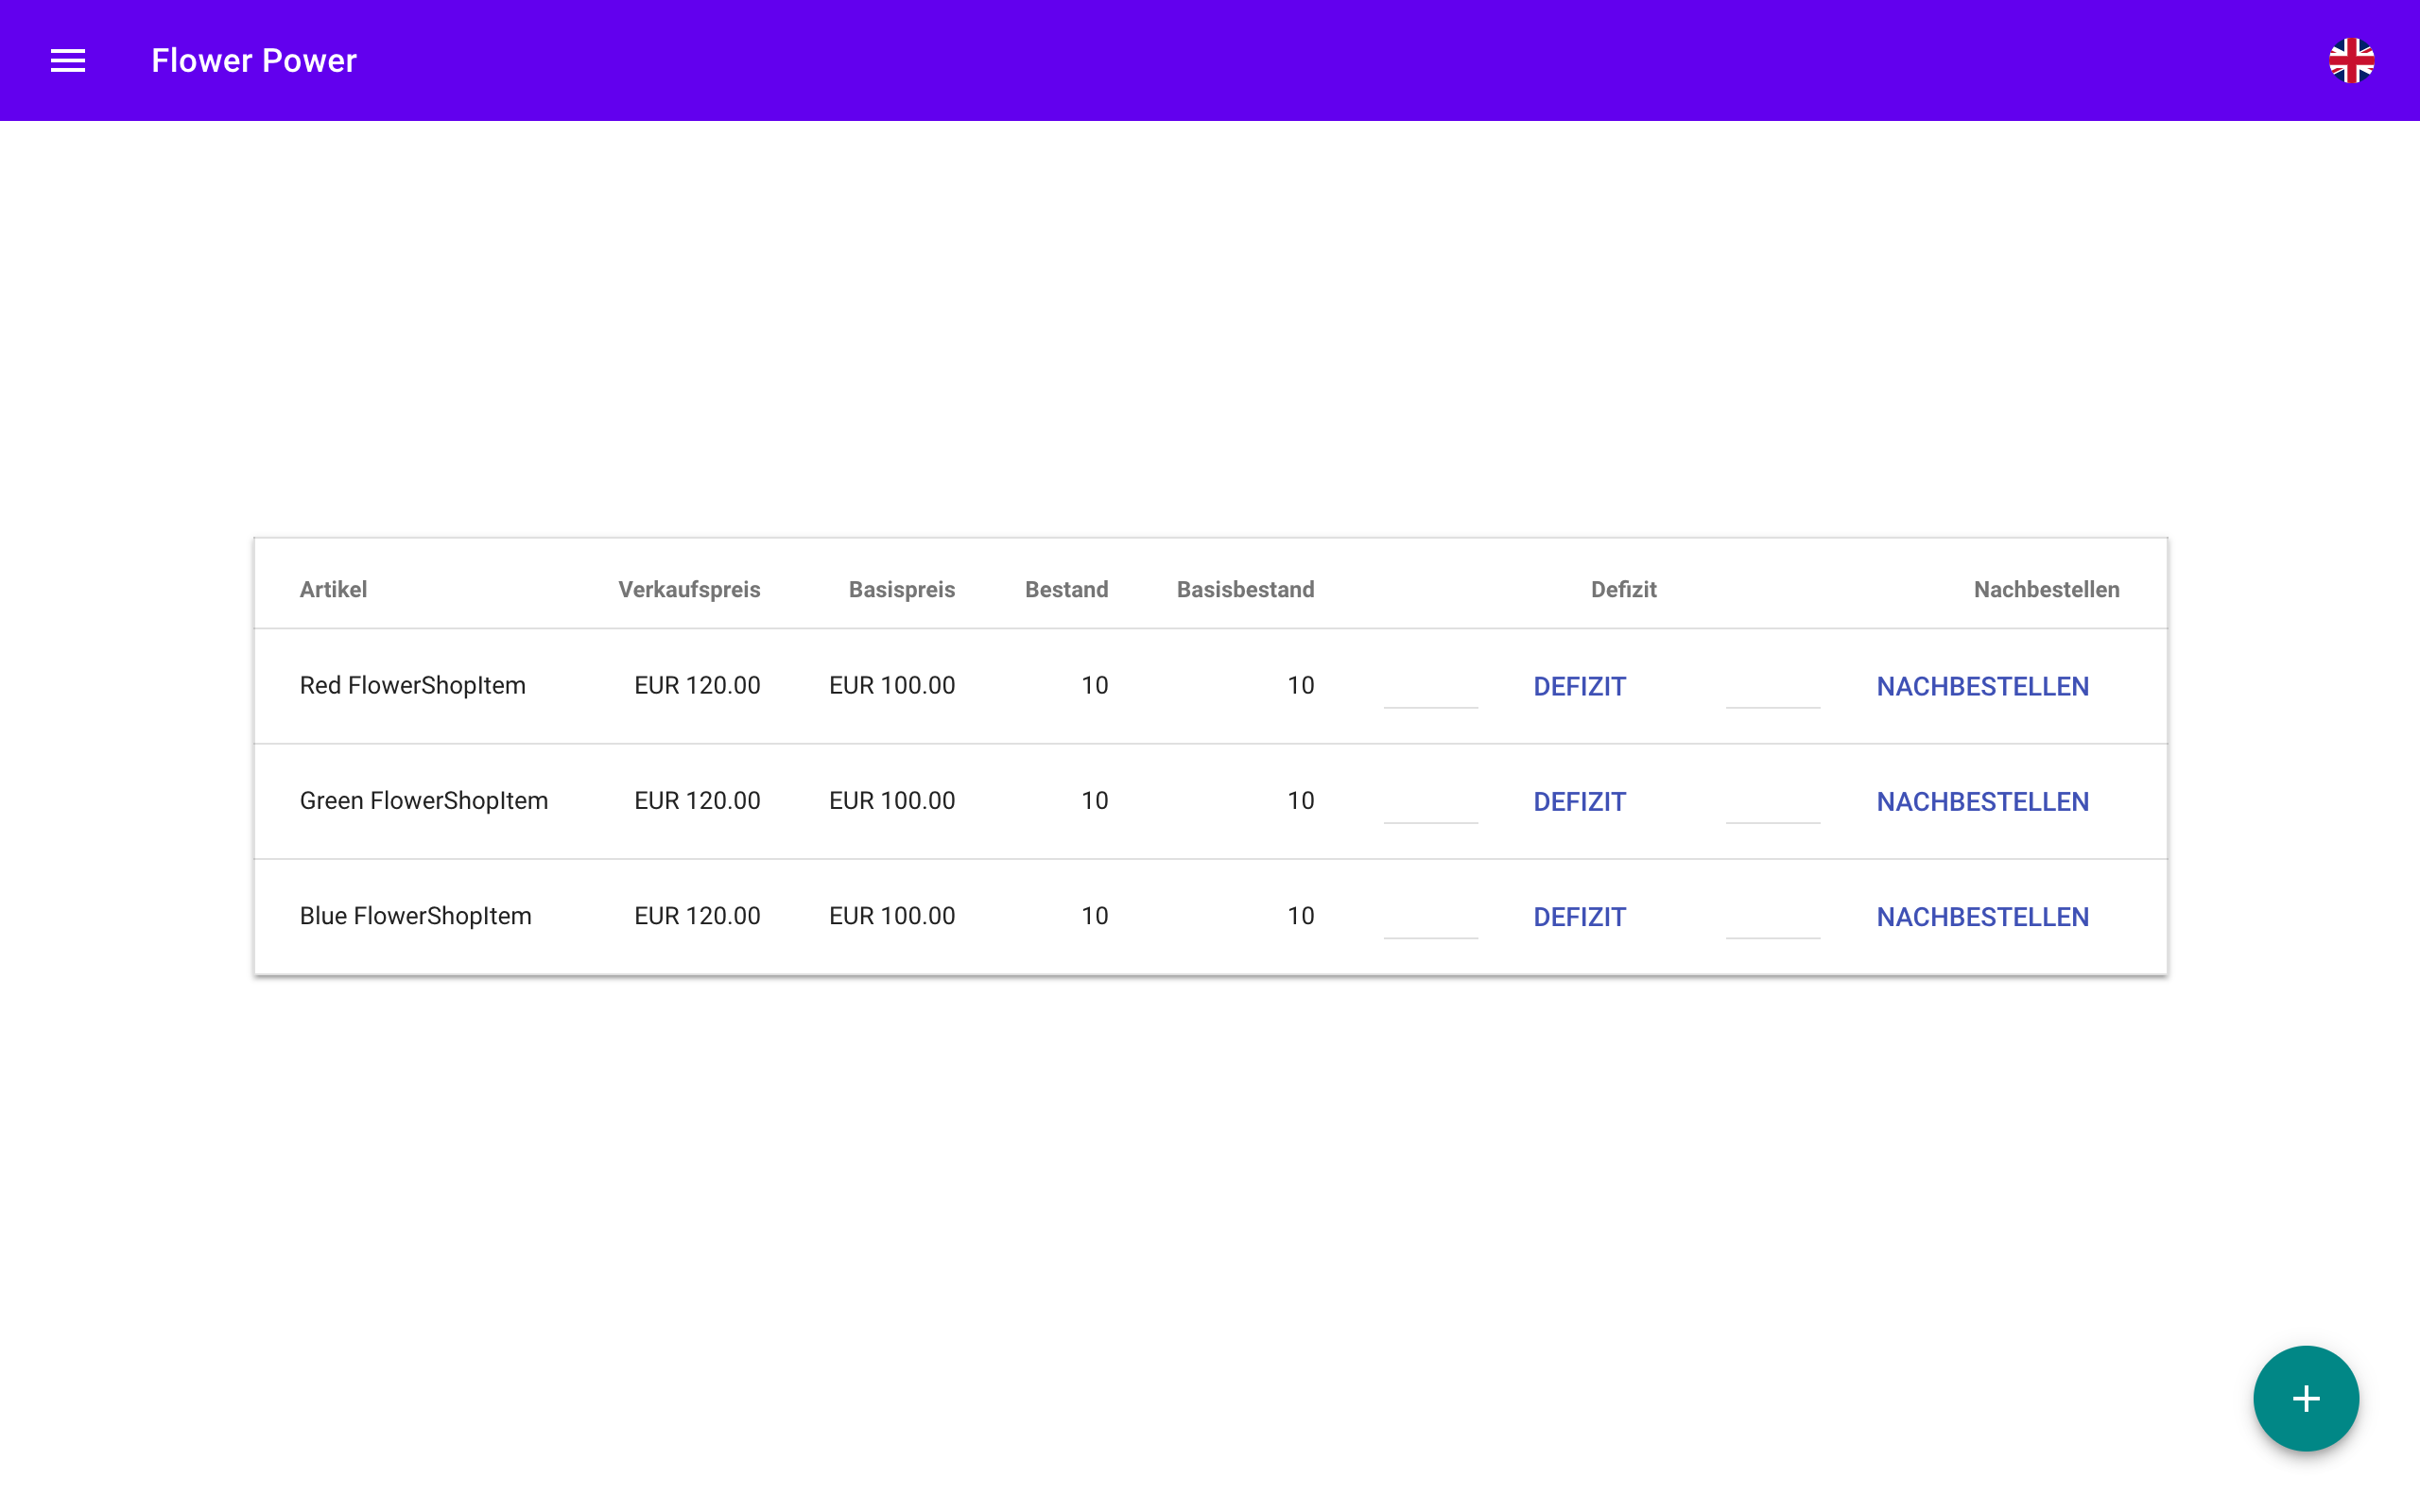 Flower Power
Artikel Verkaufspreis Basispreis Bestand Basisbestand Defizit Nachbestellen
Red FlowerShopItem EUR 120.00 EUR 100.00 10 10 DEFIZIT NACHBESTELLEN
Green FlowerShopItem EUR 120.00 EUR 100.00 10 10 DEFIZIT NACHBESTELLEN
Blue FlowerShopItem EUR 120.00 EUR 100.00 10 10 DEFIZIT NACHBESTELLEN